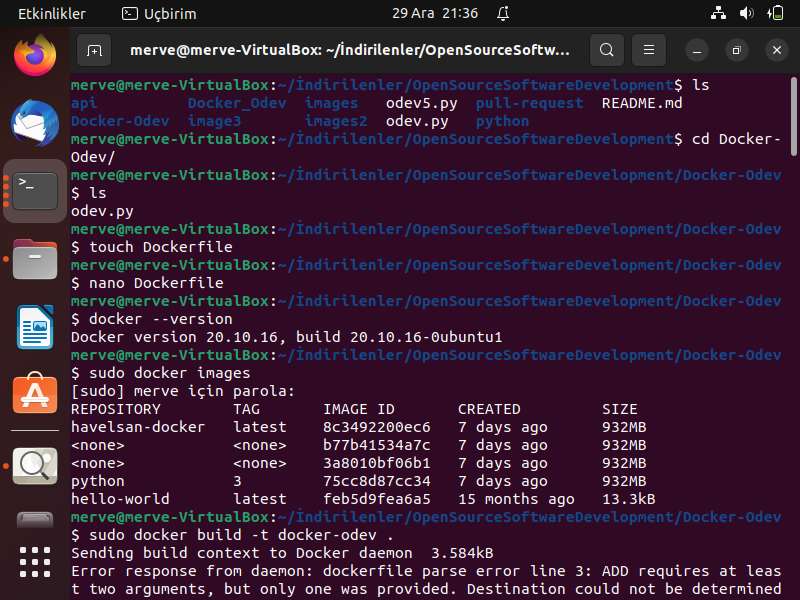 Etkinlikler Uçbirim 29 Ara 21:36
merve@merve-VirtualBox: ~/İndirilenler/OpenSourceSoftw...
merve@merve-VirtualBox:~/İndirilenler/OpenSourceSoftwareDevelopment$ ls
api Docker_Odev images odev5.py pull-request README.md
Docker-Odev image3 images2 odev.py python
merve@merve-VirtualBox:~/İndirilenler/OpenSourceSoftwareDevelopment$ cd Docker-
Odev/
merve@merve-VirtualBox:~/İndirilenler/OpenSourceSoftwareDevelopment/Docker-Odev
$ ls
odev.py
merve@merve-VirtualBox:~/İndirilenler/OpenSourceSoftwareDevelopment/Docker-Odev
$ touch Dockerfile
merve@merve-VirtualBox:~/İndirilenler/OpenSourceSoftwareDevelopment/Docker-Odev
$ nano Dockerfile
merve@merve-VirtualBox:~/İndirilenler/OpenSourceSoftwareDevelopment/Docker-Odev
$ docker --version
Docker version 20.10.16, build 20.10.16-0ubuntu1
merve@merve-VirtualBox:~/İndirilenler/OpenSourceSoftwareDevelopment/Docker-Odev
$ sudo docker images
[sudo] merve için parola:
REPOSITORY TAG IMAGE ID CREATED SIZE
havelsan-docker latest 8c3492200ec6 7 days ago 932MB
<none> <none> b77b41534a7c 7 days ago 932MB
<none> <none> 3a8010bf06b1 7 days ago 932MB
python 3 75cc8d87cc34 7 days ago 932MB
hello-world latest feb5d9fea6a5 15 months ago 13.3kB
merve@merve-VirtualBox:~/İndirilenler/OpenSourceSoftwareDevelopment/Docker-Odev
$ sudo docker build -t docker-odev .
Sending build context to Docker daemon 3.584kB
Error response from daemon: dockerfile parse error line 3: ADD requires at leas
t two arguments, but only one was provided. Destination could not be determined